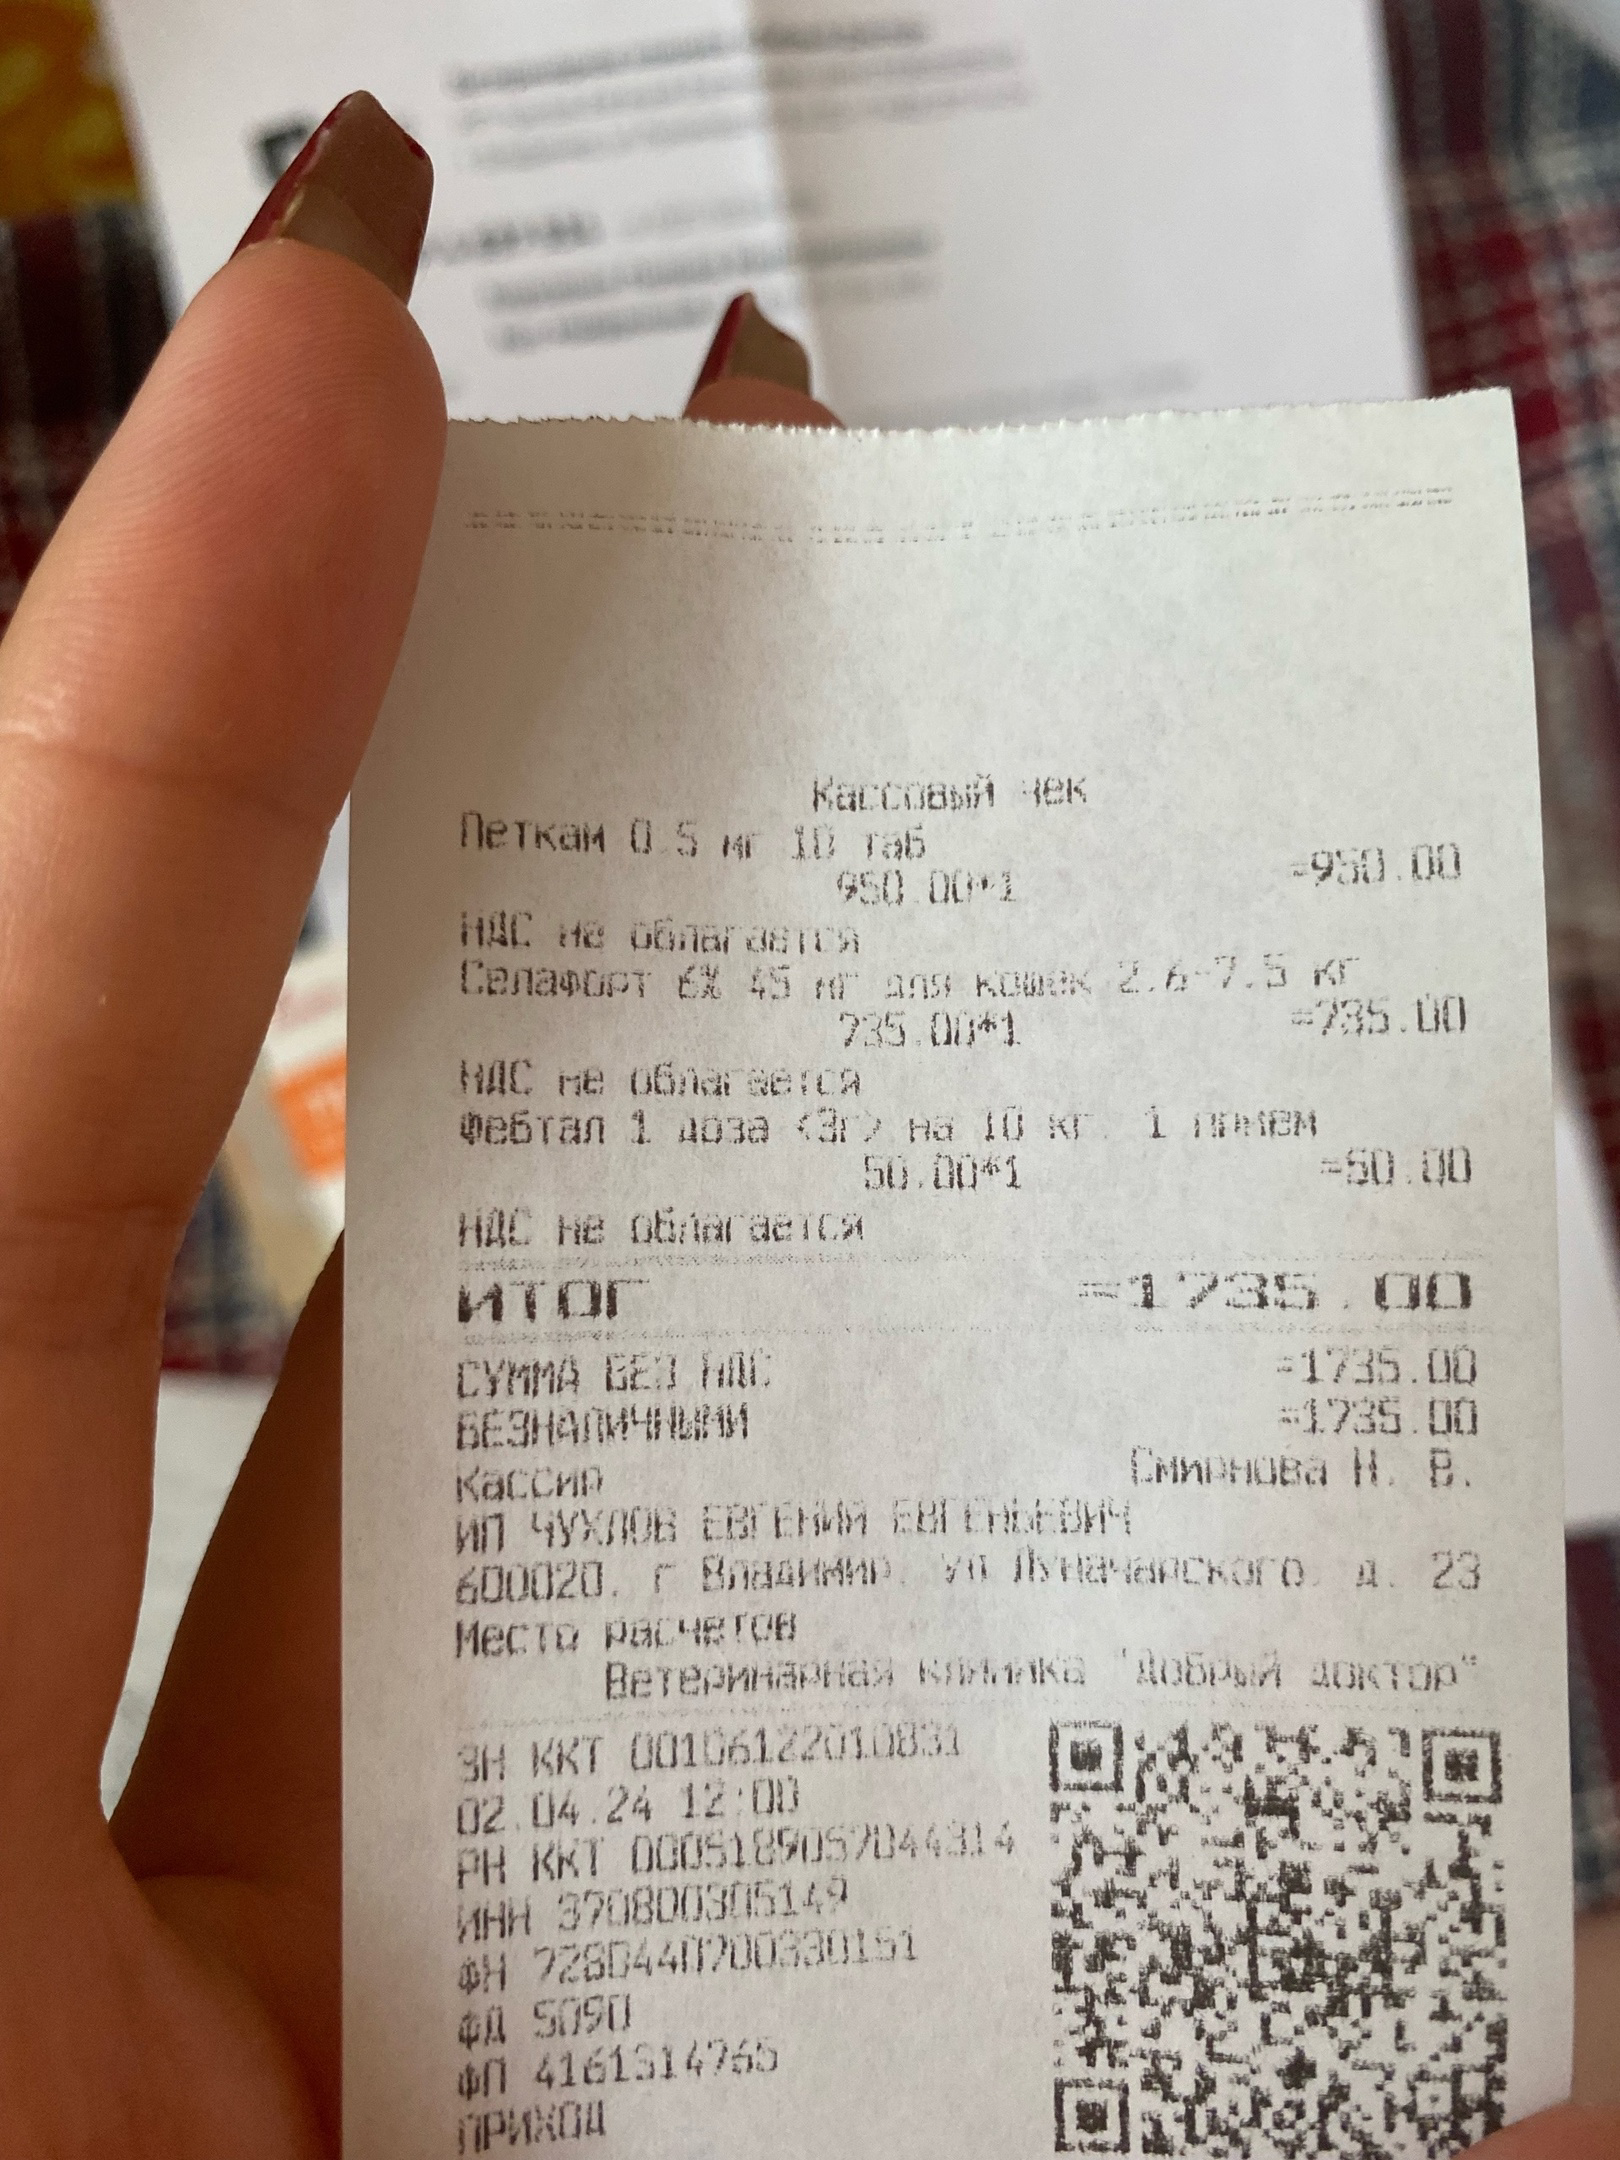 Кассовый чек
Петкам 0.5 мг 10 таб
950.00*1 =950.00
НДС не облагается
Селафорт 6% 45 мг для кошек 2.6-7.5 кг
735.00*1 =735.00
НДС не облагается
Фебтал 1 доза (3г) на 10 кг. 1 прием
50.00*1 =50.00
НДС не облагается
ИТОГ =1735.00
СУММА БЕЗ НДС =1735.00
БЕЗНАЛИЧНЫМИ =1735.00
Кассир Смирнова Н. В.
ИП ЧУХЛОВ ЕВГЕНИЙ ЕВГЕНЬЕВИЧ
600020, г Владимир, ул Луначарского, д. 23
Место расчетов
Ветеринарная клиника "Добрый доктор"
ЗН ККТ 00106122010831
02.04.24 12:00
РН ККТ 0005189057044314
ИНН 370800305149
ФН 7280440700330151
ФД 5090
ФП 4161314765
ПРИХОД